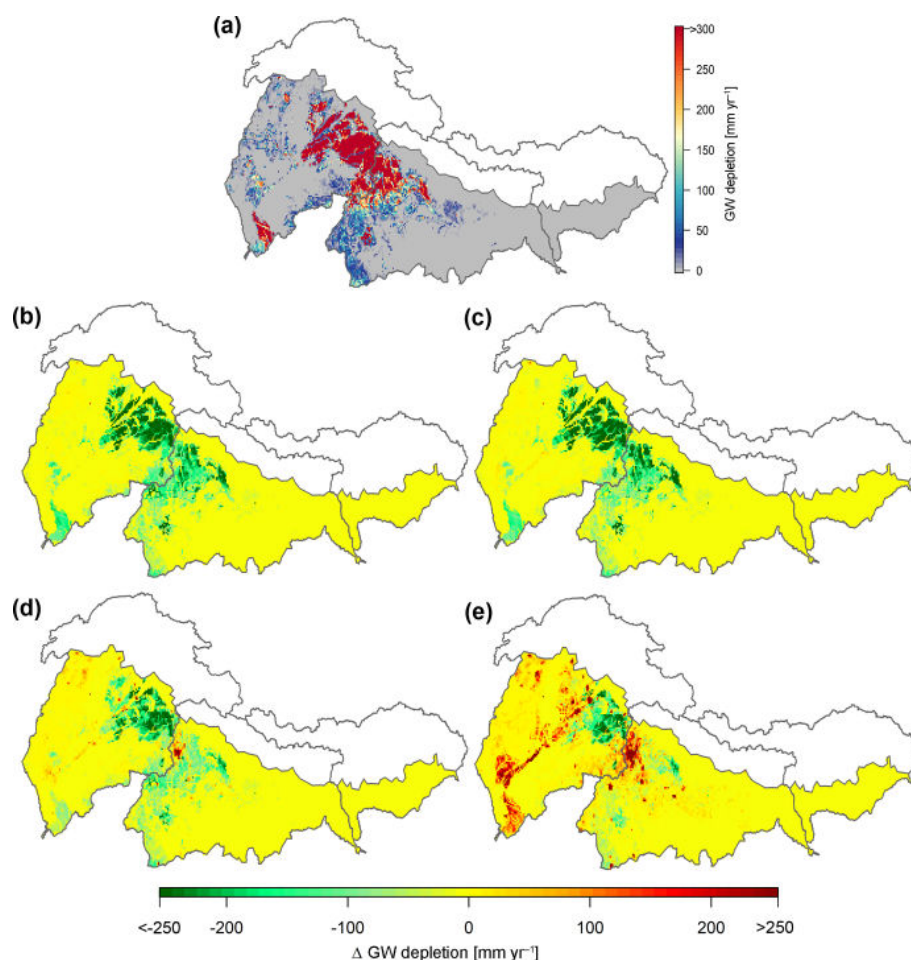 (a)
>300
250
200
150
100
50
0
GW depletion [mm yr⁻¹]
(b)
(c)
(d)
(e)
<-250 -200 -100 0 100 200 >250
Δ GW depletion [mm yr⁻¹]